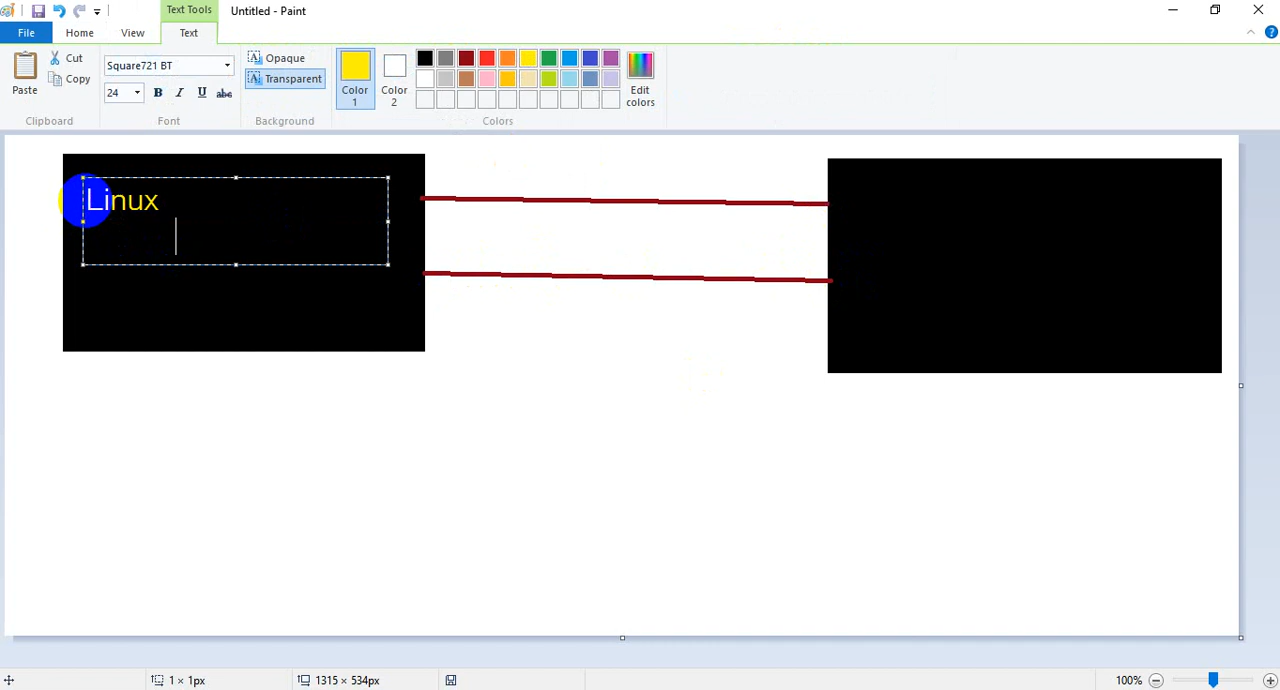 Text Tools Untitled - Paint
File Home View Text
Paste Cut Copy Clipboard
Square721 BT
24 B I U abc
Font
Opaque
Transparent
Background
Color 1
Color 2
Edit colors
Colors
Linux
1 × 1px
1315 × 534px
100%